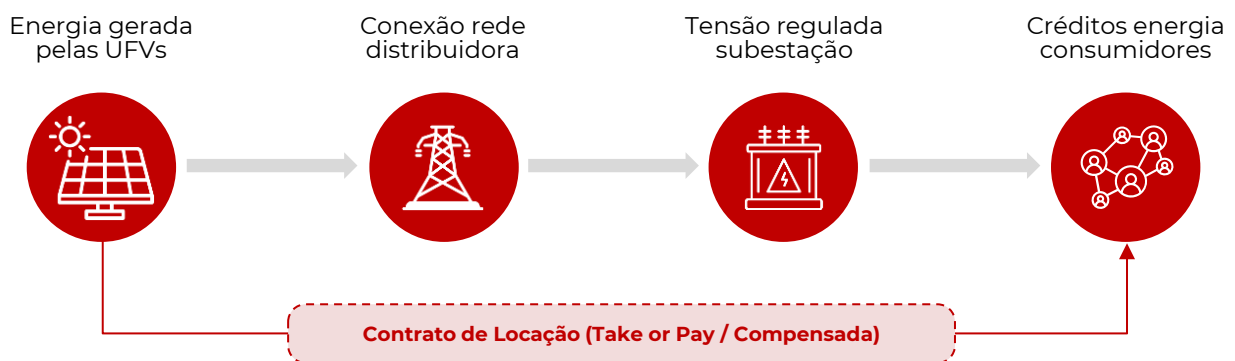 Energia gerada
pelas UFVs
Conexão rede
distribuidora
Tensão regulada
subestação
Créditos energia
consumidores
Contrato de Locação (Take or Pay / Compensada)